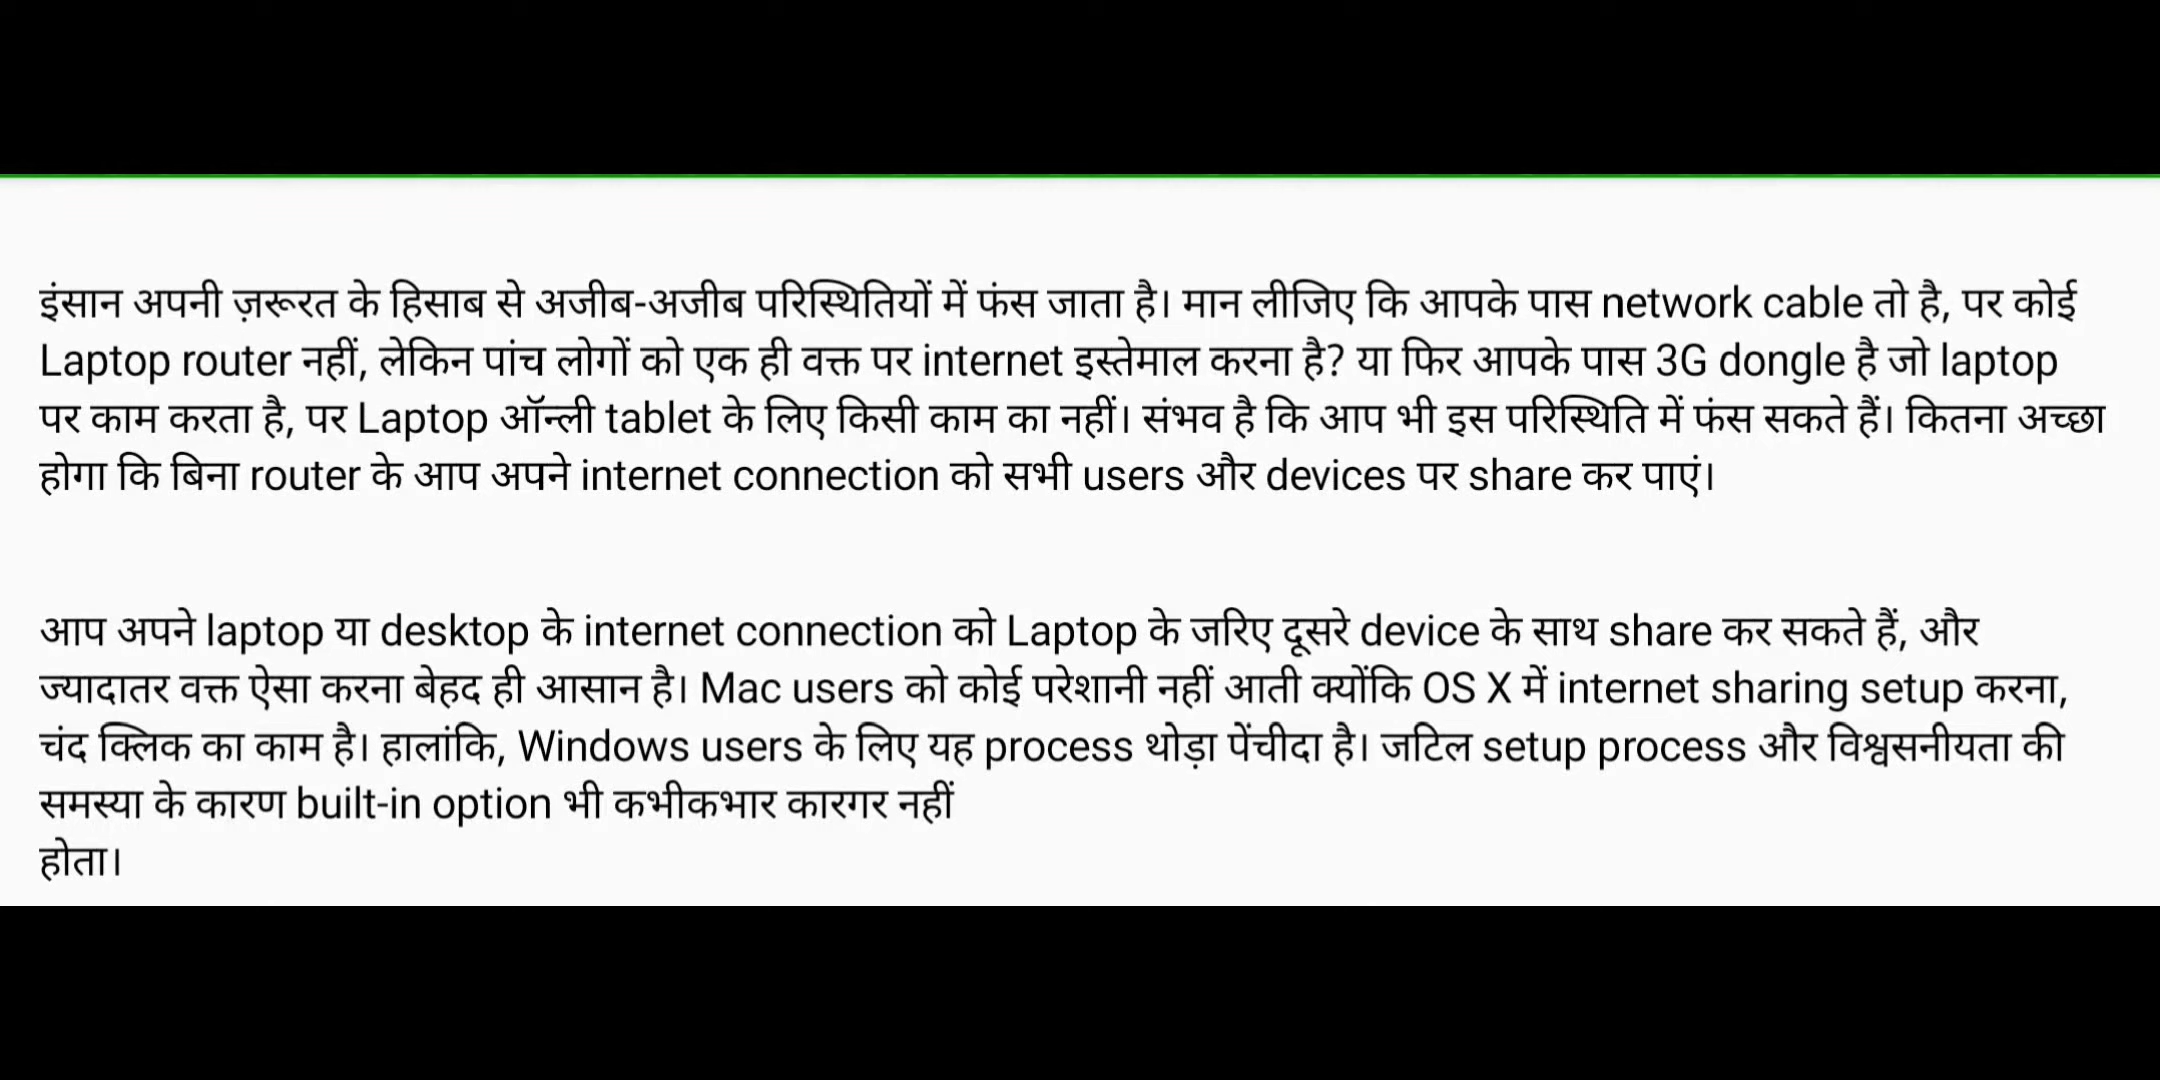 इंसान अपनी ज़रूरत के हिसाब से अजीब-अजीब परिस्थितियों में फंस जाता है। मान लीजिए कि आपके पास network cable तो है, पर कोई
Laptop router नहीं, लेकिन पांच लोगों को एक ही वक्त पर internet इस्तेमाल करना है? या फिर आपके पास 3G dongle है जो laptop
पर काम करता है, पर Laptop ऑन्ली tablet के लिए किसी काम का नहीं। संभव है कि आप भी इस परिस्थिति में फंस सकते हैं। कितना अच्छा
होगा कि बिना router के आप अपने internet connection को सभी users और devices पर share कर पाएं।
आप अपने laptop या desktop के internet connection को Laptop के जरिए दूसरे device के साथ share कर सकते हैं, और
ज्यादातर वक्त ऐसा करना बेहद ही आसान है। Mac users को कोई परेशानी नहीं आती क्योंकि OS X में internet sharing setup करना,
चंद क्लिक का काम है। हालांकि, Windows users के लिए यह process थोड़ा पेंचीदा है। जटिल setup process और विश्वसनीयता की
समस्या के कारण built-in option भी कभीकभार कारगर नहीं
होता।